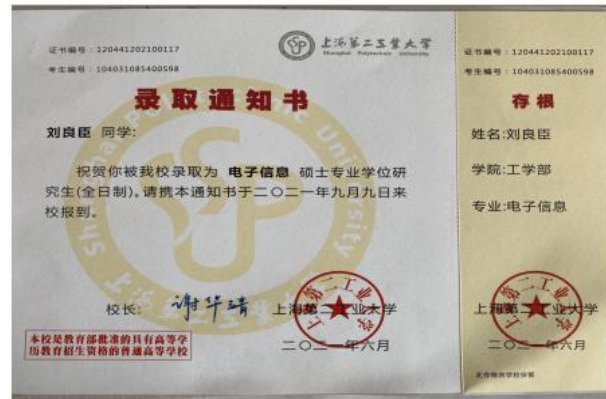 证书编号：120441202100117
考生编号：104031085400598
上海第二工业大学
Shanghai Polytechnic University
录取通知书
刘良臣 同学:
祝贺你被我校录取为 电子信息 硕士专业学位研
究生(全日制)。请携本通知书于二〇二一年九月九日来
校报到。
校长: 谢华清
上海第二工业大学
二〇二一年六月
本校是教育部批准的具有高等学
历教育招生资格的普通高等学校
证书编号：120441202100117
考生编号：104031085400598
存根
姓名:刘良臣
学院:工学部
专业:电子信息
上海第二工业大学
二〇二一年六月